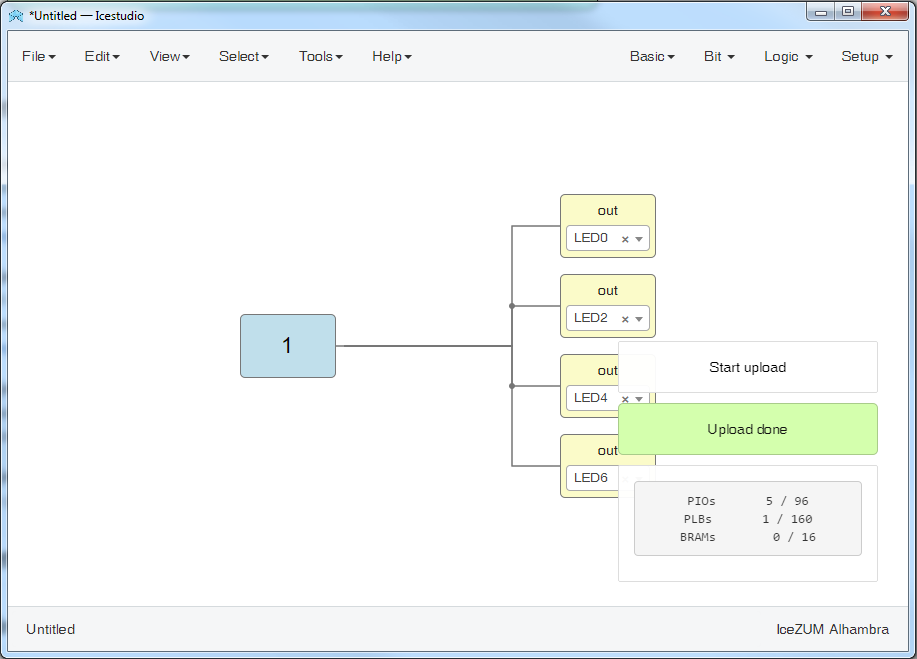 *Untitled — Icestudio
File Edit View Select Tools Help Basic Bit Logic Setup
out
LED0
out
LED2
1
out
LED4
out
LED6
Start upload
Upload done
PIOs 5 / 96
PLBs 1 / 160
BRAMs 0 / 16
Untitled IceZUM Alhambra